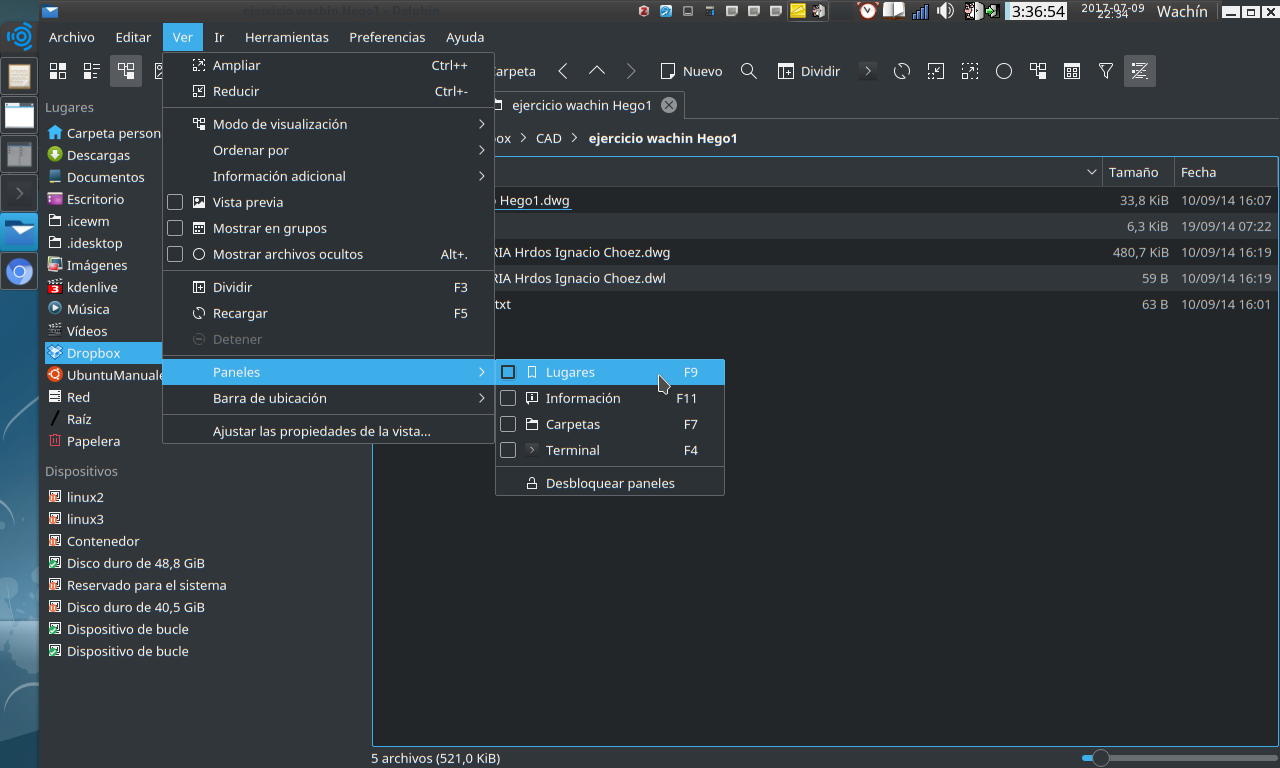 ejercicio wachin Hego1 - Dolphin
3:36:54
2017-07-09
22:34
Wachín
Archivo Editar Ver Ir Herramientas Preferencias Ayuda
arpeta
Nuevo
Dividir
Ampliar Ctrl++
Reducir Ctrl+-
Modo de visualización
Ordenar por
Información adicional
Vista previa
Mostrar en grupos
Mostrar archivos ocultos Alt+.
Dividir F3
Recargar F5
Detener
Paneles
Barra de ubicación
Ajustar las propiedades de la vista...
Lugares F9
Información F11
Carpetas F7
Terminal F4
Desbloquear paneles
Lugares
Carpeta person
Descargas
Documentos
Escritorio
.icewm
.idesktop
Imágenes
kdenlive
Música
Vídeos
Dropbox
UbuntuManuale
Red
Raíz
Papelera
Dispositivos
linux2
linux3
Contenedor
Disco duro de 48,8 GiB
Reservado para el sistema
Disco duro de 40,5 GiB
Dispositivo de bucle
Dispositivo de bucle
ejercicio wachin Hego1
box > CAD > ejercicio wachin Hego1
Tamaño Fecha
Hego1.dwg 33,8 KiB 10/09/14 16:07
6,3 KiB 19/09/14 07:22
RIA Hrdos Ignacio Choez.dwg 480,7 KiB 10/09/14 16:19
RIA Hrdos Ignacio Choez.dwl 59 B 10/09/14 16:19
txt 63 B 10/09/14 16:01
5 archivos (521,0 KiB)